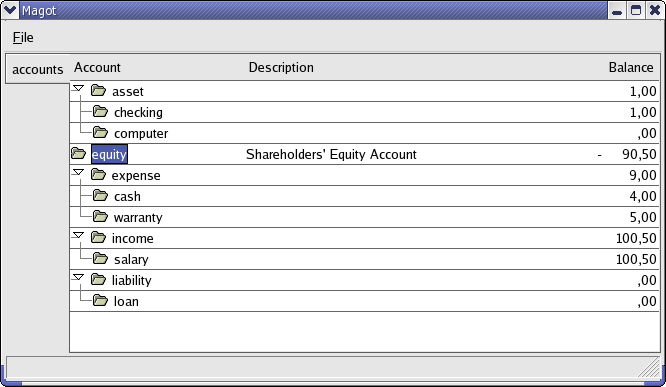 Magot
File
accounts
Account Description Balance
asset 1,00
checking 1,00
computer ,00
equity Shareholders' Equity Account - 90,50
expense 9,00
cash 4,00
warranty 5,00
income 100,50
salary 100,50
liability ,00
loan ,00